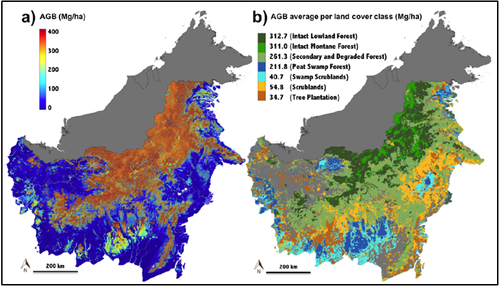 a)
AGB (Mg/ha)
400
300
200
100
0
N
200 km
b)
AGB average per land cover class (Mg/ha)
312.7 (Intact Lowland Forest)
311.0 (Intact Montane Forest)
261.3 (Secondary and Degraded Forest)
211.8 (Peat Swamp Forest)
40.7 (Swamp Scrublands)
54.8 (Scrublands)
34.7 (Tree Plantation)
N
200 km